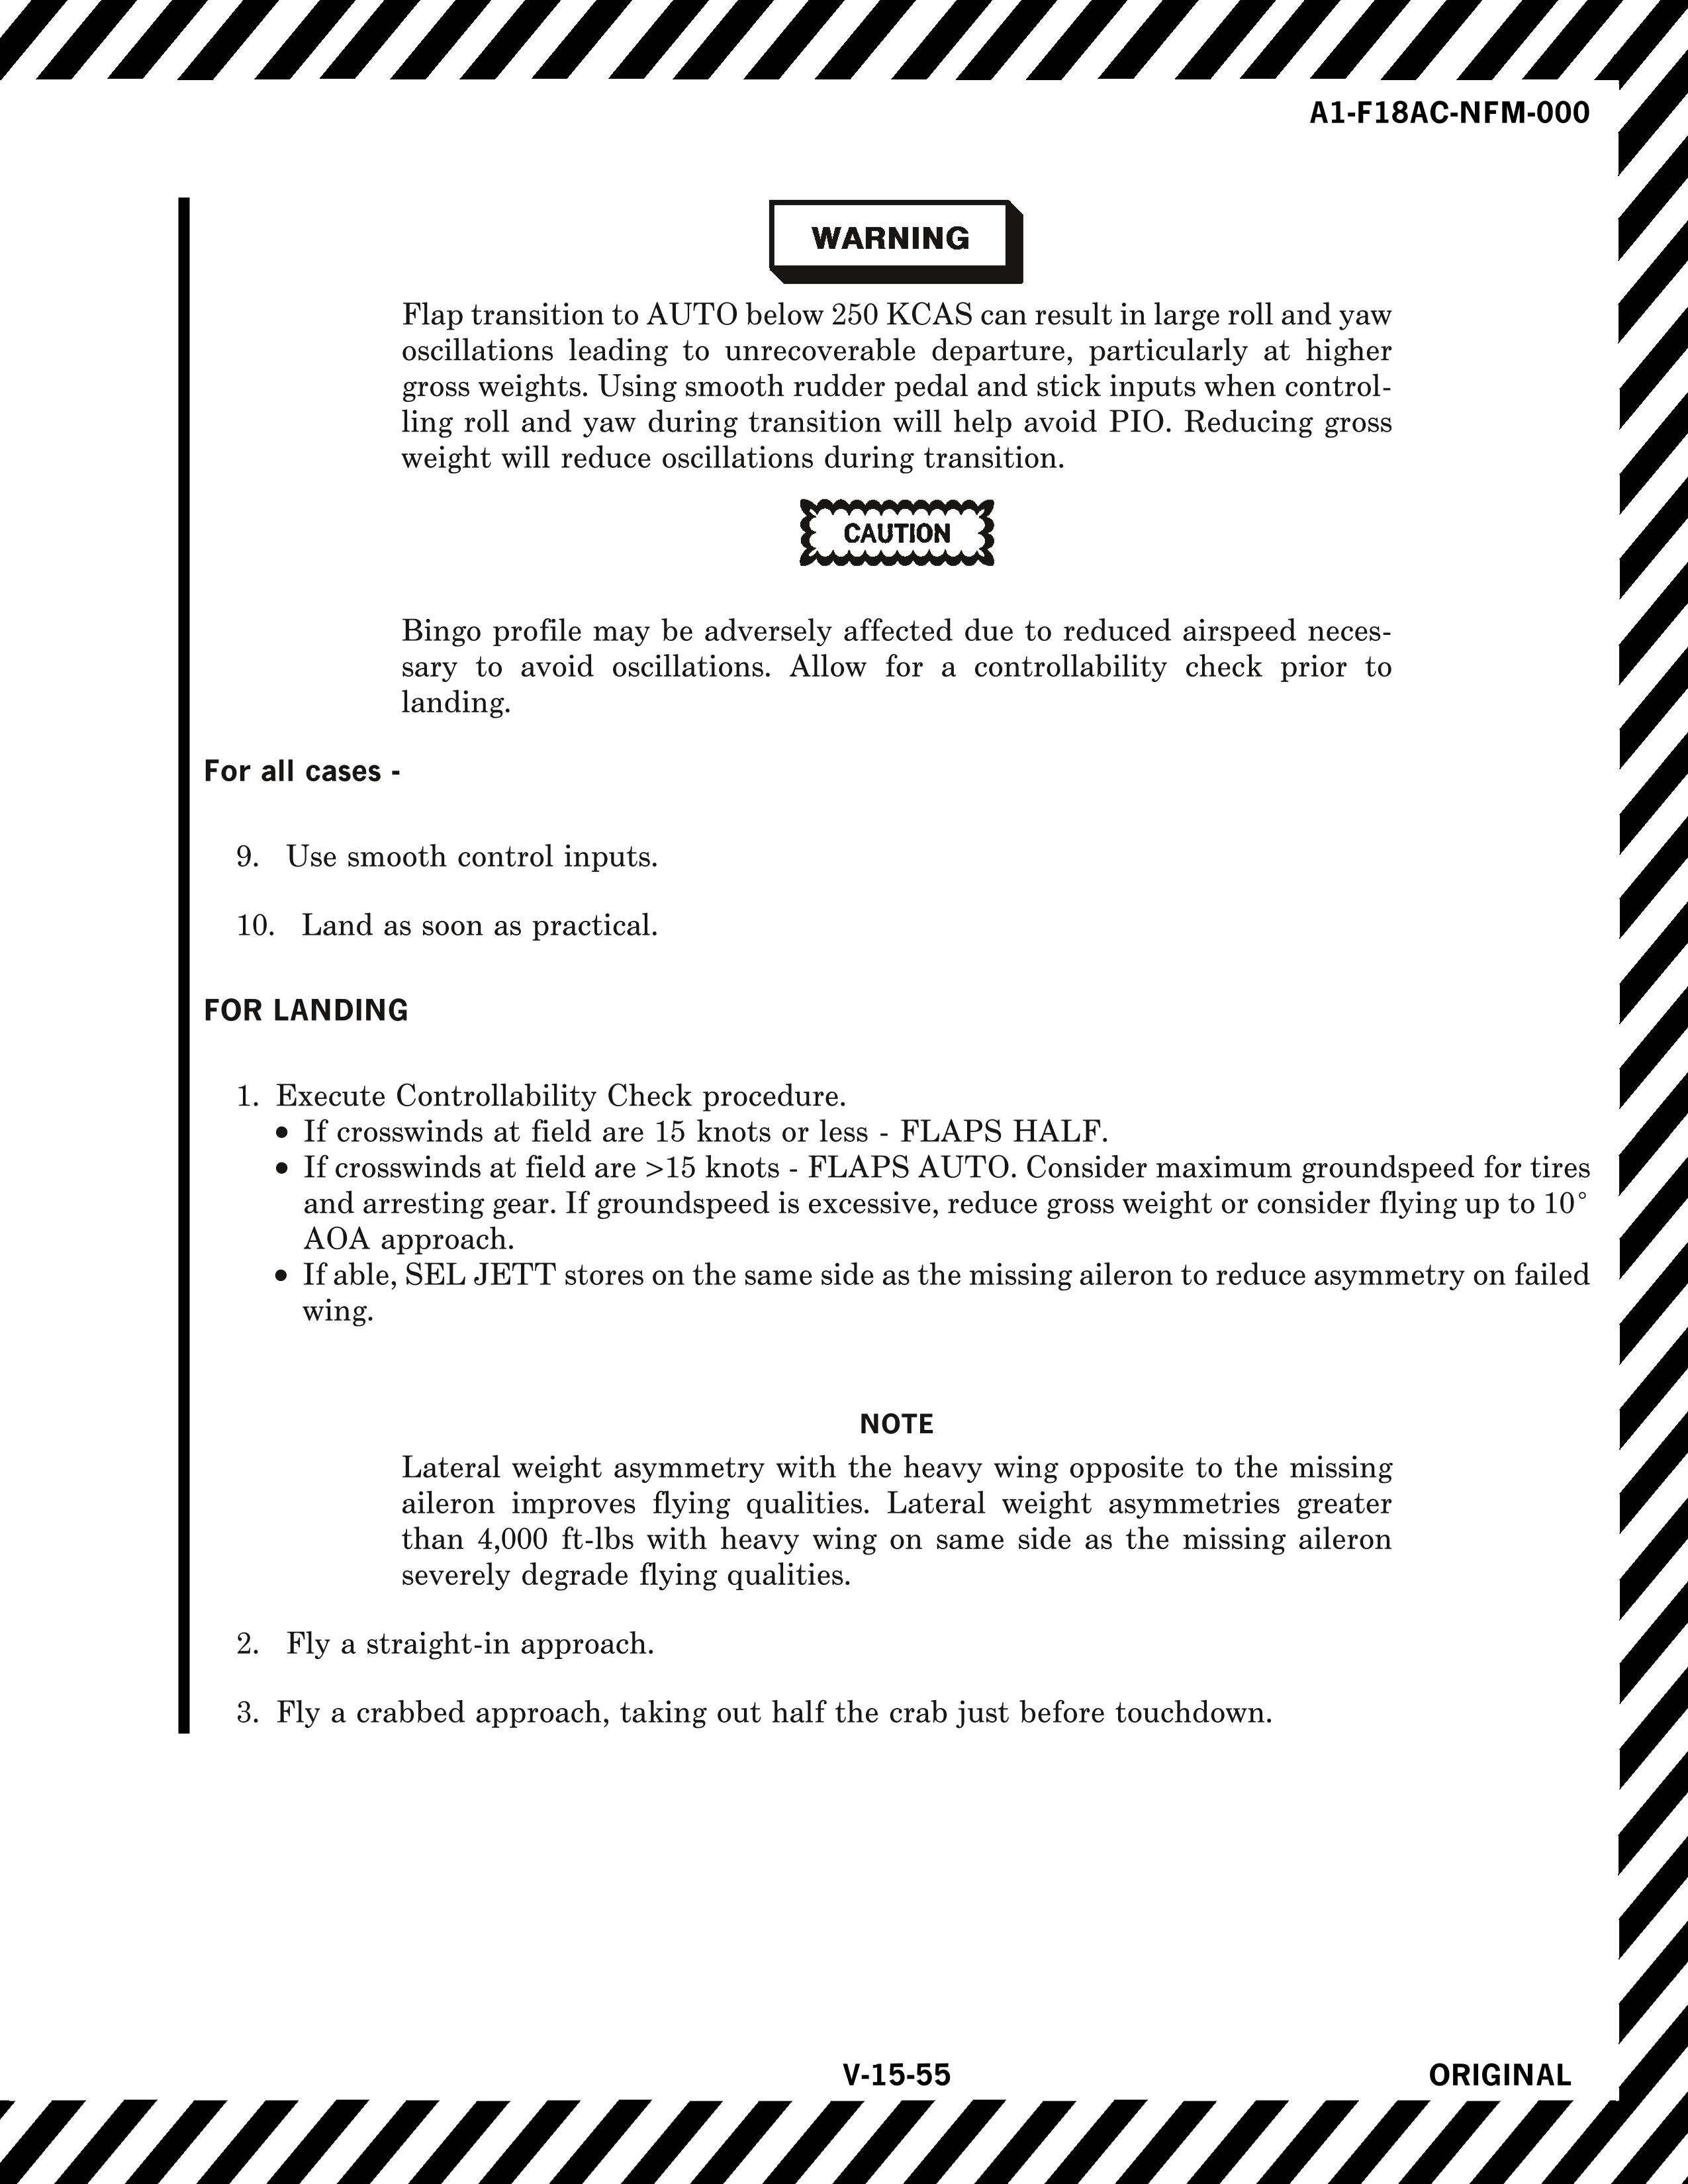 A1-F18AC-NFM-000
WARNING
Flap transition to AUTO below 250 KCAS can result in large roll and yaw
oscillations leading to unrecoverable departure, particularly at higher
gross weights. Using smooth rudder pedal and stick inputs when control-
ling roll and yaw during transition will help avoid PIO. Reducing gross
weight will reduce oscillations during transition.
CAUTION
Bingo profile may be adversely affected due to reduced airspeed neces-
sary to avoid oscillations. Allow for a controllability check prior to
landing.
For all cases -
9. Use smooth control inputs.
10. Land as soon as practical.
FOR LANDING
1. Execute Controllability Check procedure.
• If crosswinds at field are 15 knots or less - FLAPS HALF.
• If crosswinds at field are >15 knots - FLAPS AUTO. Consider maximum groundspeed for tires
and arresting gear. If groundspeed is excessive, reduce gross weight or consider flying up to 10°
AOA approach.
• If able, SEL JETT stores on the same side as the missing aileron to reduce asymmetry on failed
wing.
NOTE
Lateral weight asymmetry with the heavy wing opposite to the missing
aileron improves flying qualities. Lateral weight asymmetries greater
than 4,000 ft-lbs with heavy wing on same side as the missing aileron
severely degrade flying qualities.
2. Fly a straight-in approach.
3. Fly a crabbed approach, taking out half the crab just before touchdown.
V-15-55
ORIGINAL